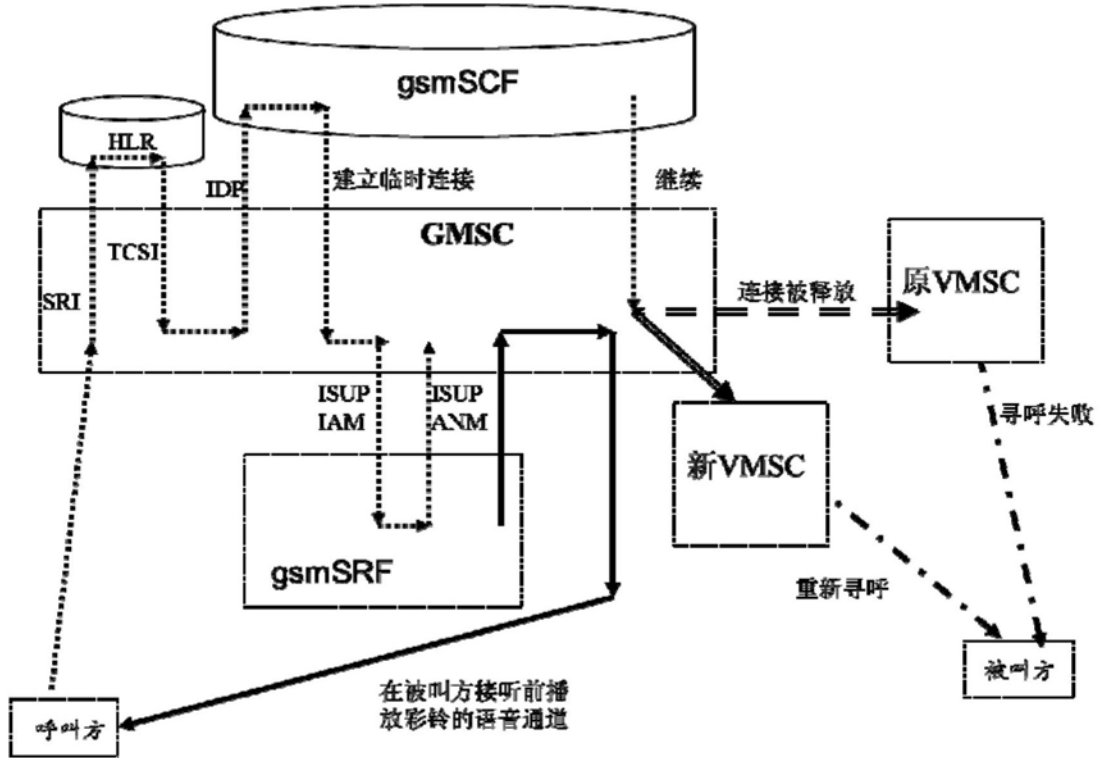 gsmSCF
HLR
IDP
建立临时连接
继续
GMSC
TCSI
SRI
连接被释放
原VMSC
ISUP
IAM
ISUP
ANM
寻呼失败
新VMSC
gsmSRF
重新寻呼
被叫方
在被叫方接听前播
放彩铃的语音通道
呼叫方